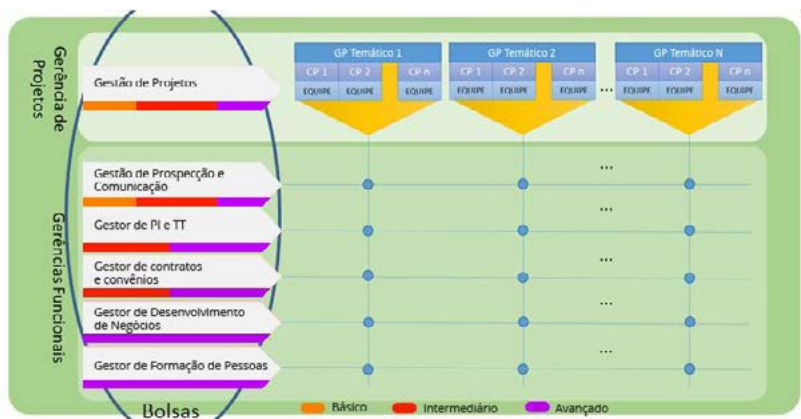 Gerência de
Projetos
Gestão de Projetos
GP Temático 1
CP 1 CP 2 CP n
EQUIPE EQUIPE EQUIPE
GP Temático 2
CP 1 CP 2 CP n
EQUIPE EQUIPE EQUIPE
...
GP Temático N
CP 1 CP 2 CP n
EQUIPE EQUIPE EQUIPE
Gerências Funcionais
Gestão de Prospecção e
Comunicação
...
Gestor de PI e TT
...
Gestor de contratos
e convênios
...
Gestor de Desenvolvimento
de Negócios
...
Gestor de Formação de Pessoas
...
Bolsas
Básico
Intermediário
Avançado